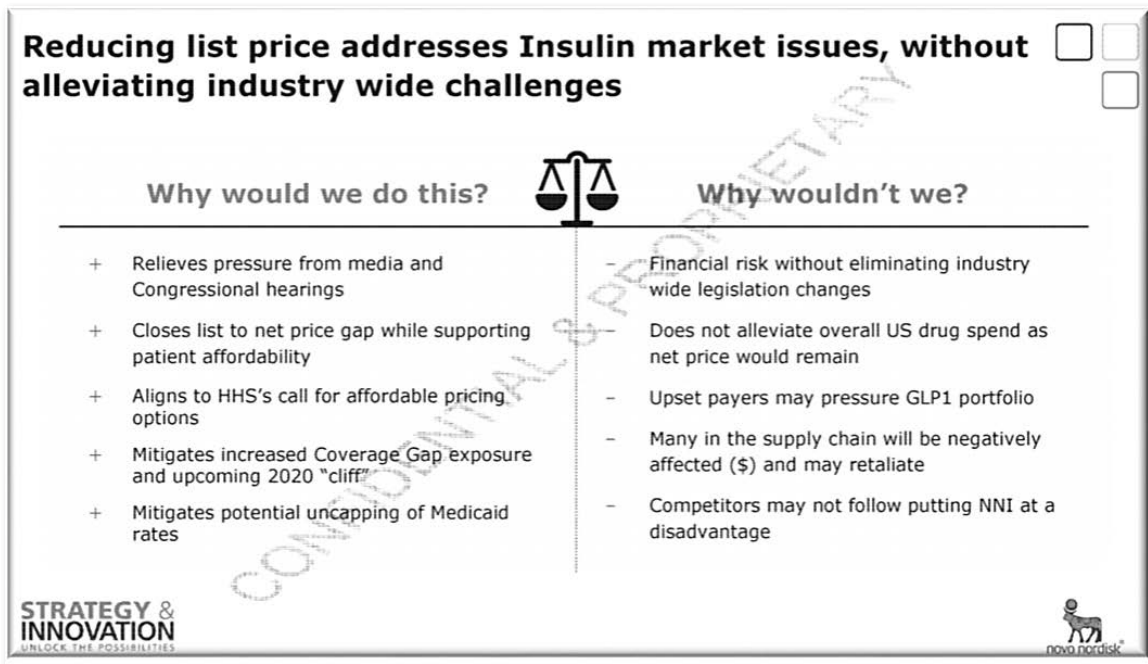 Reducing list price addresses Insulin market issues, without
alleviating industry wide challenges
Why would we do this?
Why wouldn't we?
+ Relieves pressure from media and
Congressional hearings
+ Closes list to net price gap while supporting
patient affordability
+ Aligns to HHS's call for affordable pricing
options
+ Mitigates increased Coverage Gap exposure
and upcoming 2020 "cliff"
+ Mitigates potential uncapping of Medicaid
rates
– Financial risk without eliminating industry
wide legislation changes
– Does not alleviate overall US drug spend as
net price would remain
– Upset payers may pressure GLP1 portfolio
– Many in the supply chain will be negatively
affected ($) and may retaliate
– Competitors may not follow putting NNI at a
disadvantage
CONFIDENTIAL & PROPRIETARY
STRATEGY &
INNOVATION
UNLOCK THE POSSIBILITIES
novo nordisk®